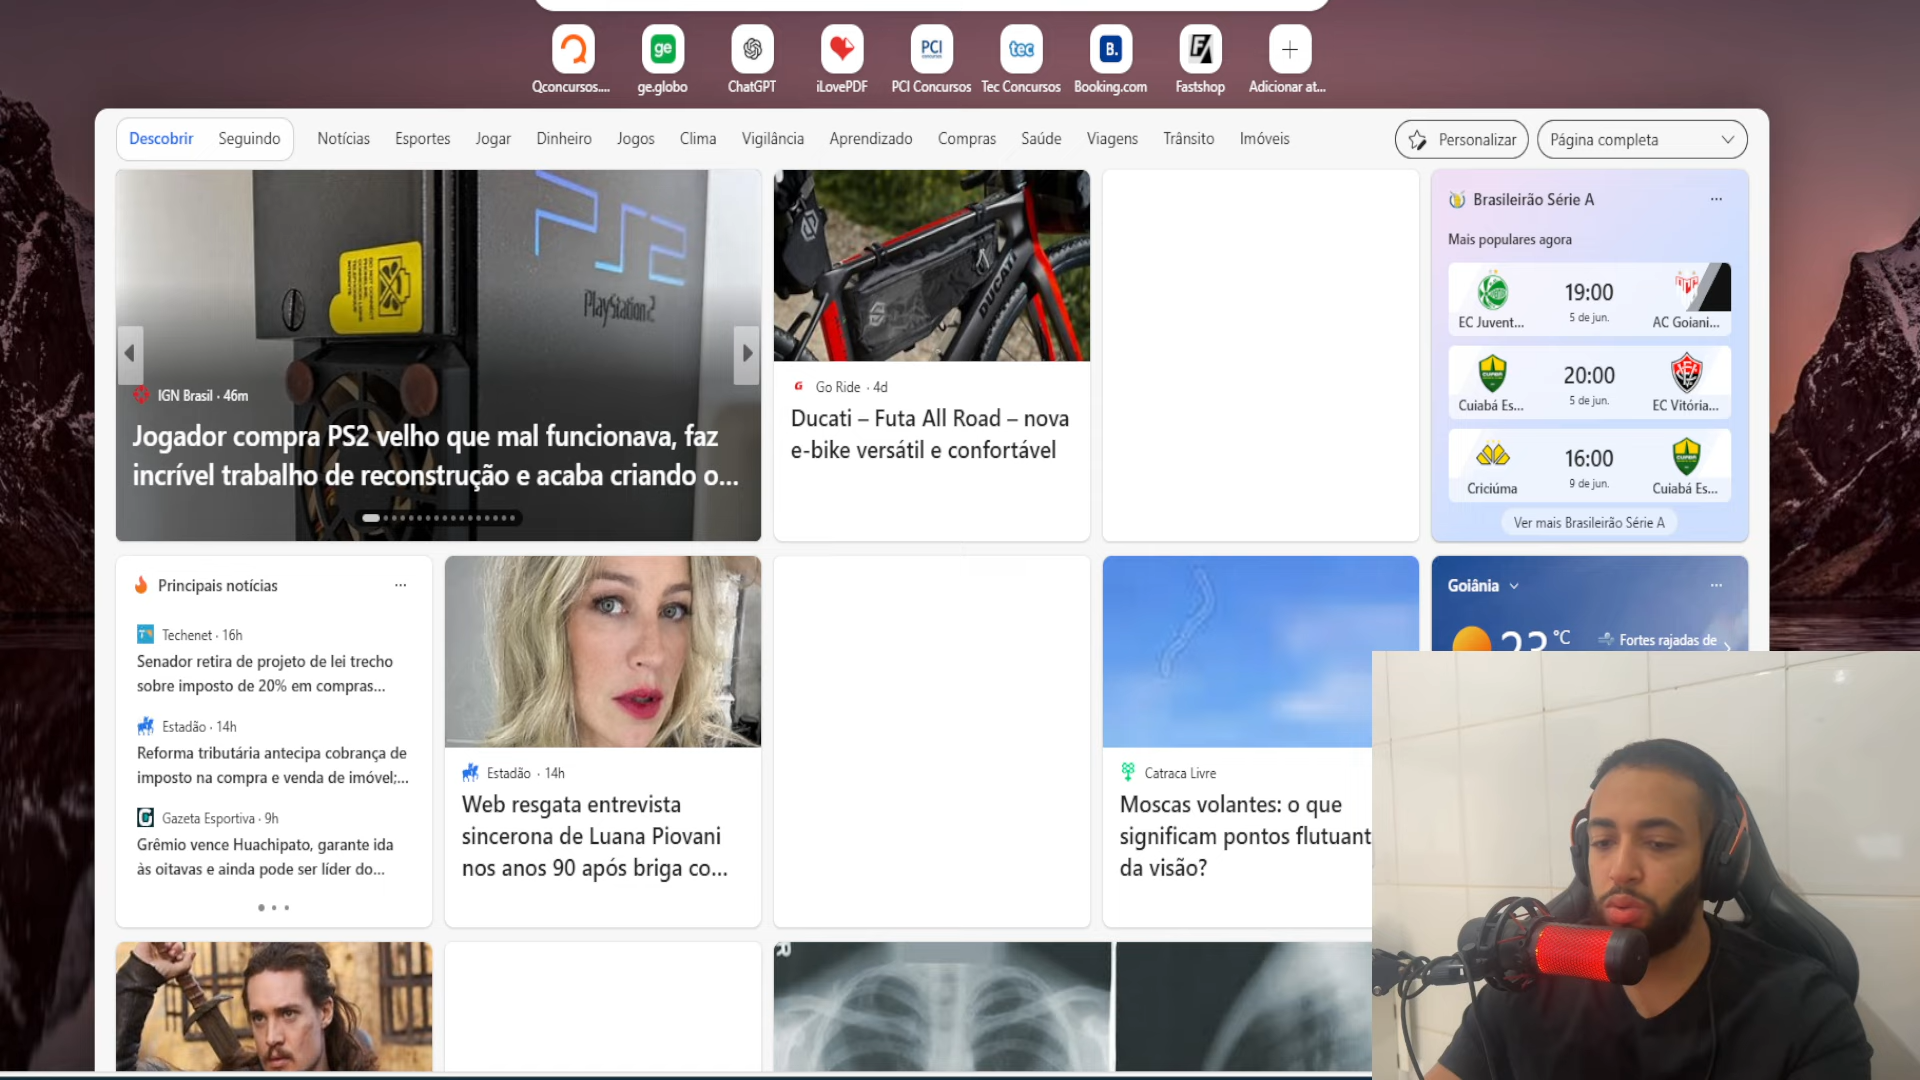 Qconcursos....
ge.globo
ChatGPT
iLovePDF
PCI Concursos
Tec Concursos
Booking.com
Fastshop
Adicionar at...
ge
PCI
tec
B.
Descobrir
Seguindo
Notícias
Esportes
Jogar
Dinheiro
Jogos
Clima
Vigilância
Aprendizado
Compras
Saúde
Viagens
Trânsito
Imóveis
Personalizar
Página completa
PS2
PlayStation 2
IGN Brasil · 46m
Jogador compra PS2 velho que mal funcionava, faz
incrível trabalho de reconstrução e acaba criando o...
DUCATI
Go Ride · 4d
Ducati – Futa All Road – nova
e-bike versátil e confortável
Brasileirão Série A
Mais populares agora
EC Juvent...
19:00
5 de jun.
AC Goiani...
Cuiabá Es...
20:00
5 de jun.
EC Vitória...
Criciúma
16:00
9 de jun.
Cuiabá Es...
Ver mais Brasileirão Série A
Principais notícias
Techenet · 16h
Senador retira de projeto de lei trecho
sobre imposto de 20% em compras...
Estadão · 14h
Reforma tributária antecipa cobrança de
imposto na compra e venda de imóvel;...
Gazeta Esportiva · 9h
Grêmio vence Huachipato, garante ida
às oitavas e ainda pode ser líder do...
Estadão · 14h
Web resgata entrevista
sincerona de Luana Piovani
nos anos 90 após briga co...
Catraca Livre
Moscas volantes: o que
significam pontos flutuant
da visão?
Goiânia
23 °C
Fortes rajadas de
R